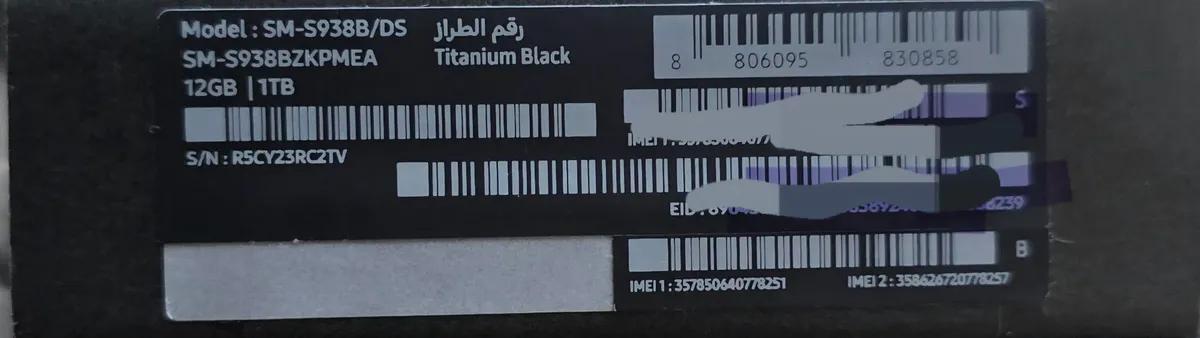 Model : SM-S938B/DS رقم الطراز
SM-S938BZKPMEA Titanium Black
12GB | 1TB
8 806095 830858
S
S/N : R5CY23RC2TV
EID :
B
IMEI 1 : 357850640778251 IMEI 2 : 358626720778257